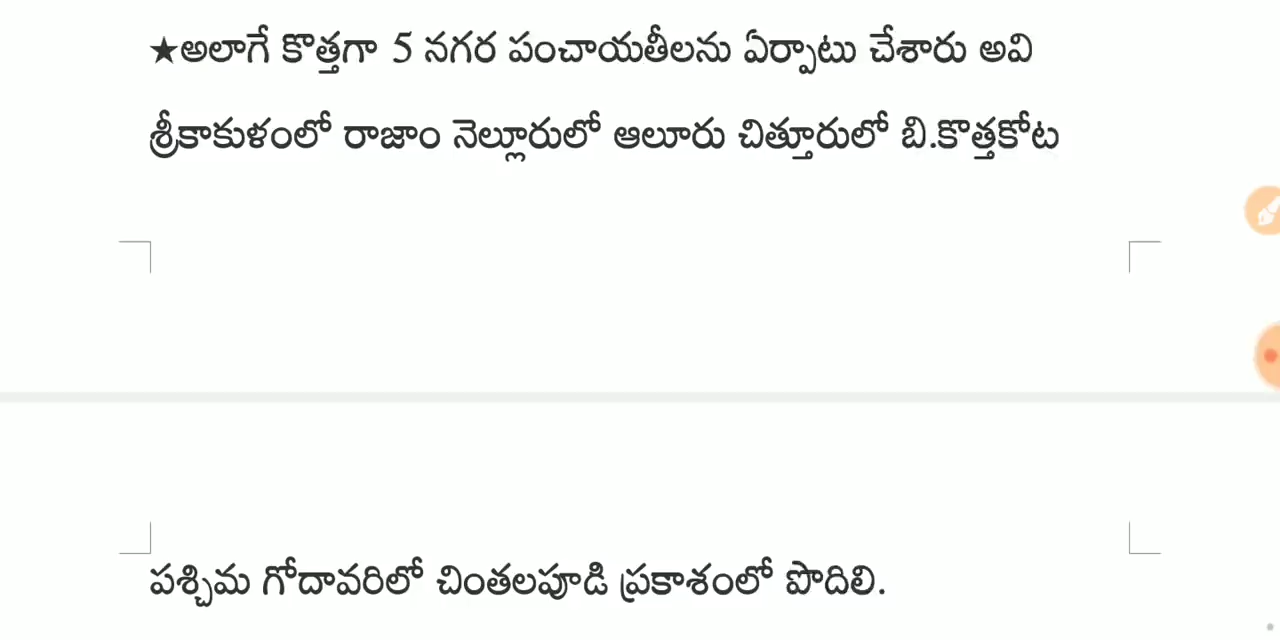 ★అలాగే కొత్తగా 5 నగర పంచాయతీలను ఏర్పాటు చేశారు అవి
శ్రీకాకుళంలో రాజాం నెల్లూరులో ఆలూరు చిత్తూరులో బి.కొత్తకోట
పశ్చిమ గోదావరిలో చింతలపూడి ప్రకాశంలో పొదిలి.